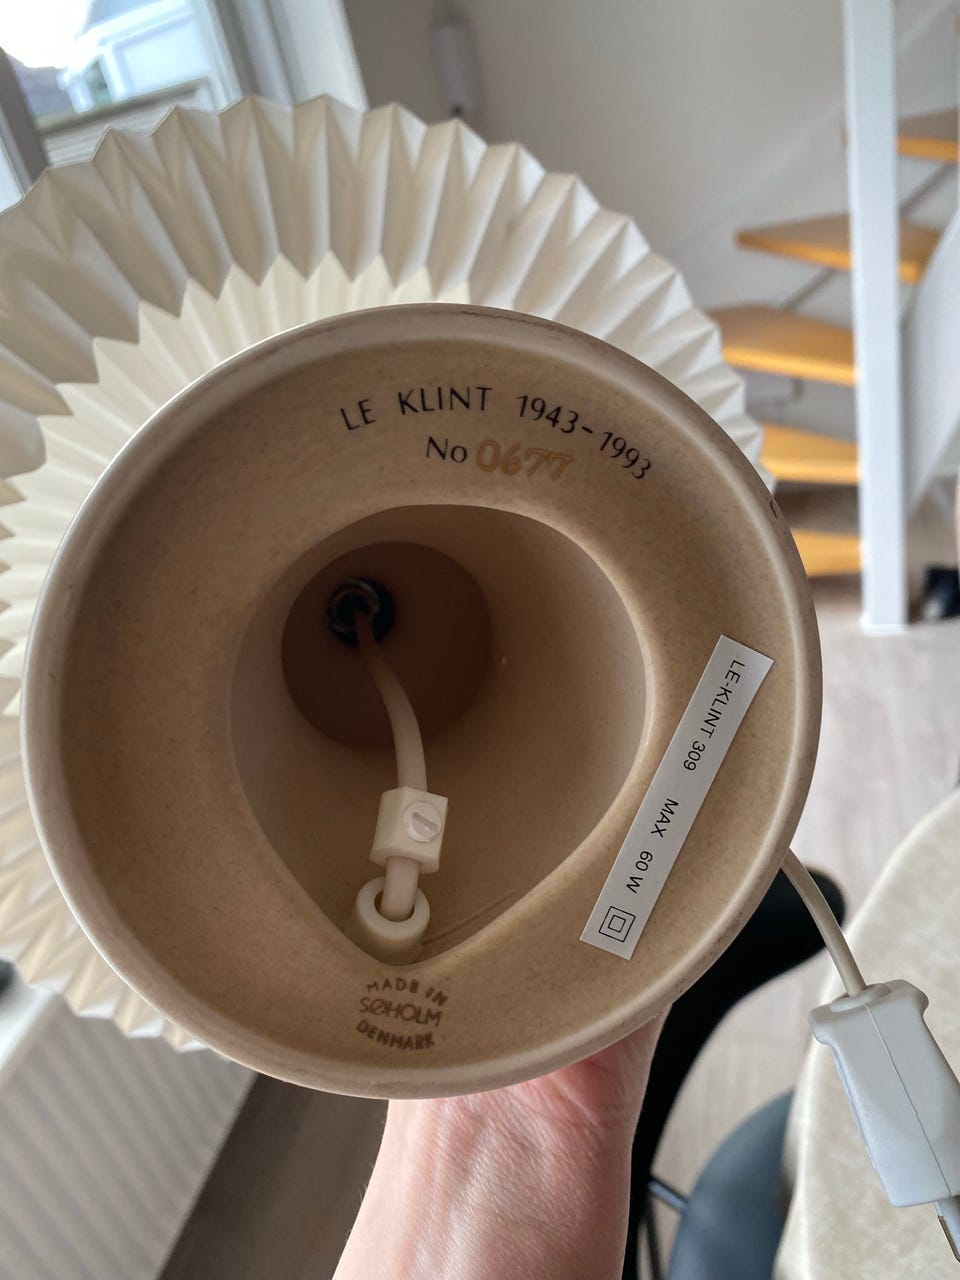 LE KLINT 1943-1993
No 0677
LE-KLINT 309 MAX 60 W
MADE IN
SØHOLM
DENMARK